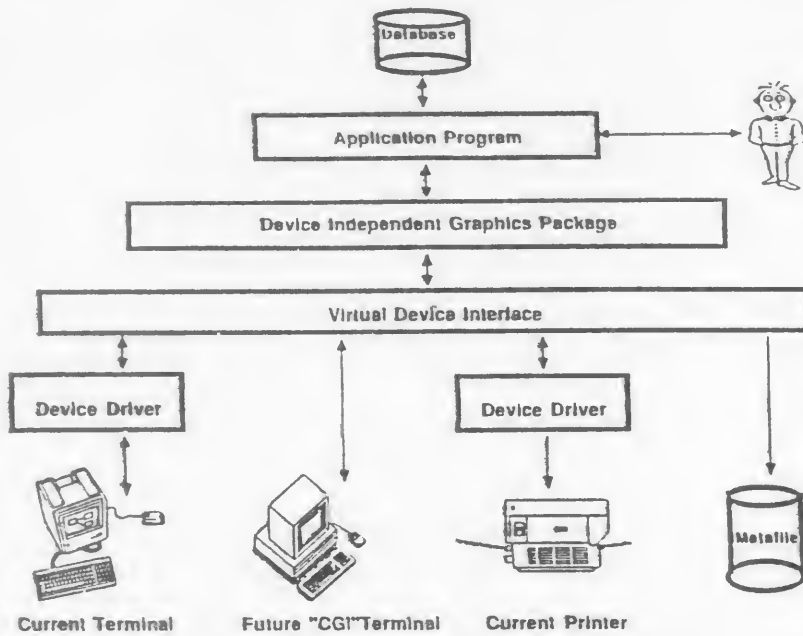 Database
Application Program
Device Independent Graphics Package
Virtual Device Interface
Device Driver
Device Driver
Metafile
Current Terminal
Future "CGI" Terminal
Current Printer